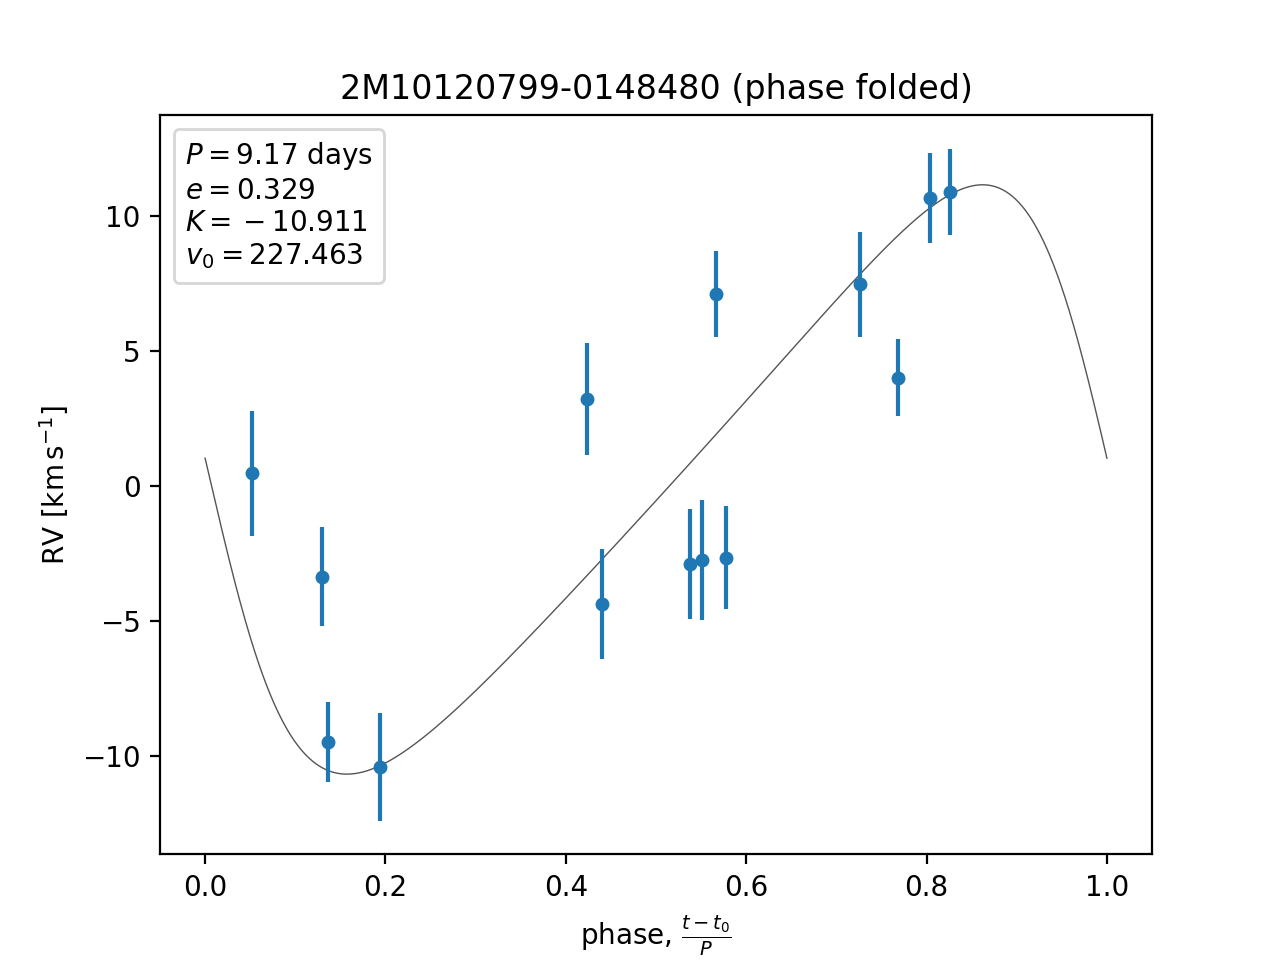 2M10120799-0148480 (phase folded)
P = 9.17 days
e = 0.329
K = −10.911
v₀ = 227.463
RV [km s⁻¹]
10
5
0
−5
−10
0.0 0.2 0.4 0.6 0.8 1.0
phase, (t − t₀)/P